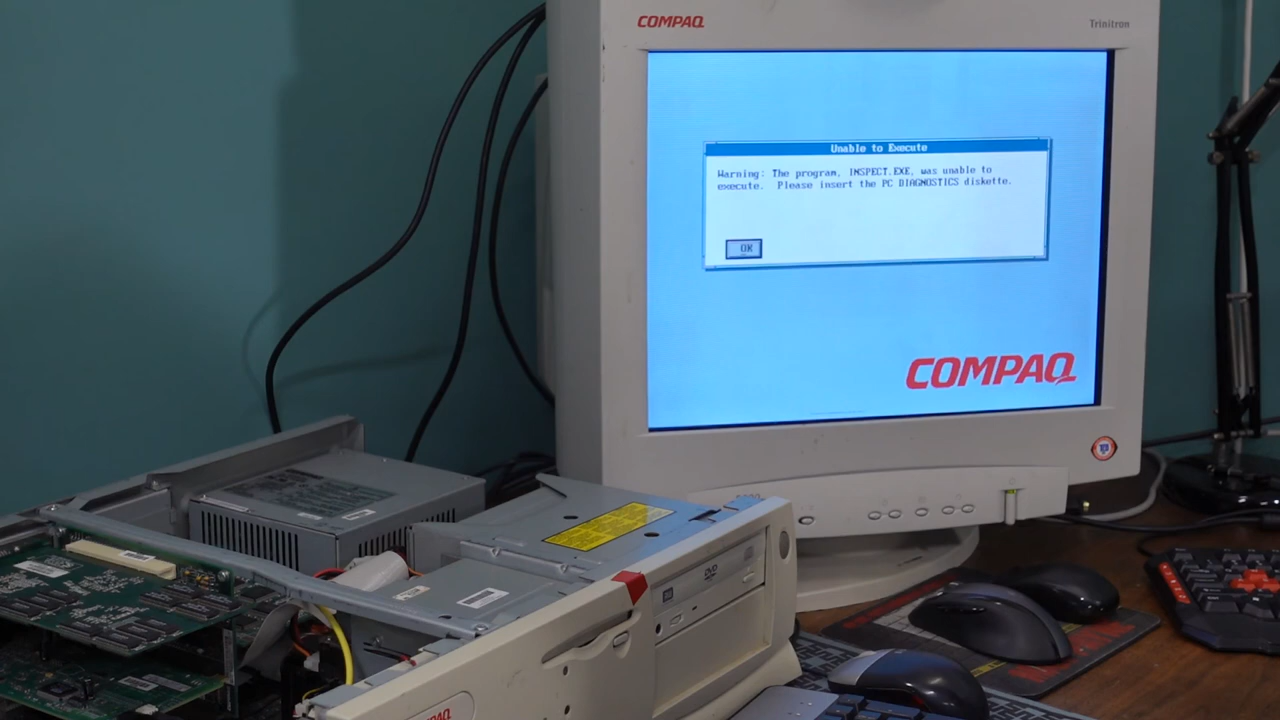 COMPAQ
Trinitron
Unable to Execute
Warning: The program, INSPECT.EXE, was unable to
execute.  Please insert the PC DIAGNOSTICS diskette.
OK
COMPAQ
DVD